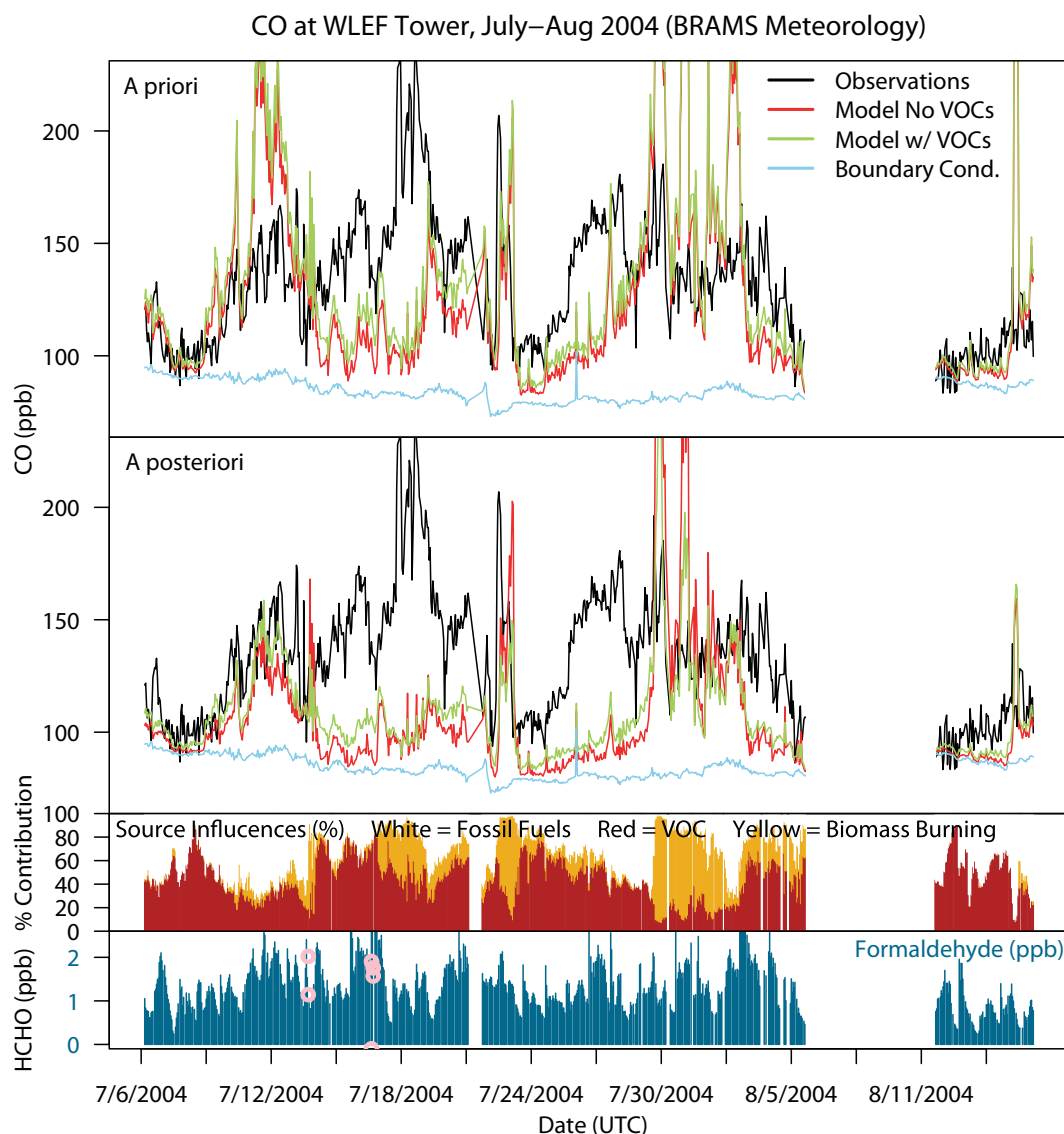 CO at WLEF Tower, July−Aug 2004 (BRAMS Meteorology)
A priori
Observations
Model No VOCs
Model w/ VOCs
Boundary Cond.
200
150
100
CO (ppb)
A posteriori
200
150
100
Source Influcences (%) White = Fossil Fuels Red = VOC Yellow = Biomass Burning
% Contribution
100
80
60
40
20
0
Formaldehyde (ppb)
HCHO (ppb)
2
1
0
7/6/2004 7/12/2004 7/18/2004 7/24/2004 7/30/2004 8/5/2004 8/11/2004
Date (UTC)